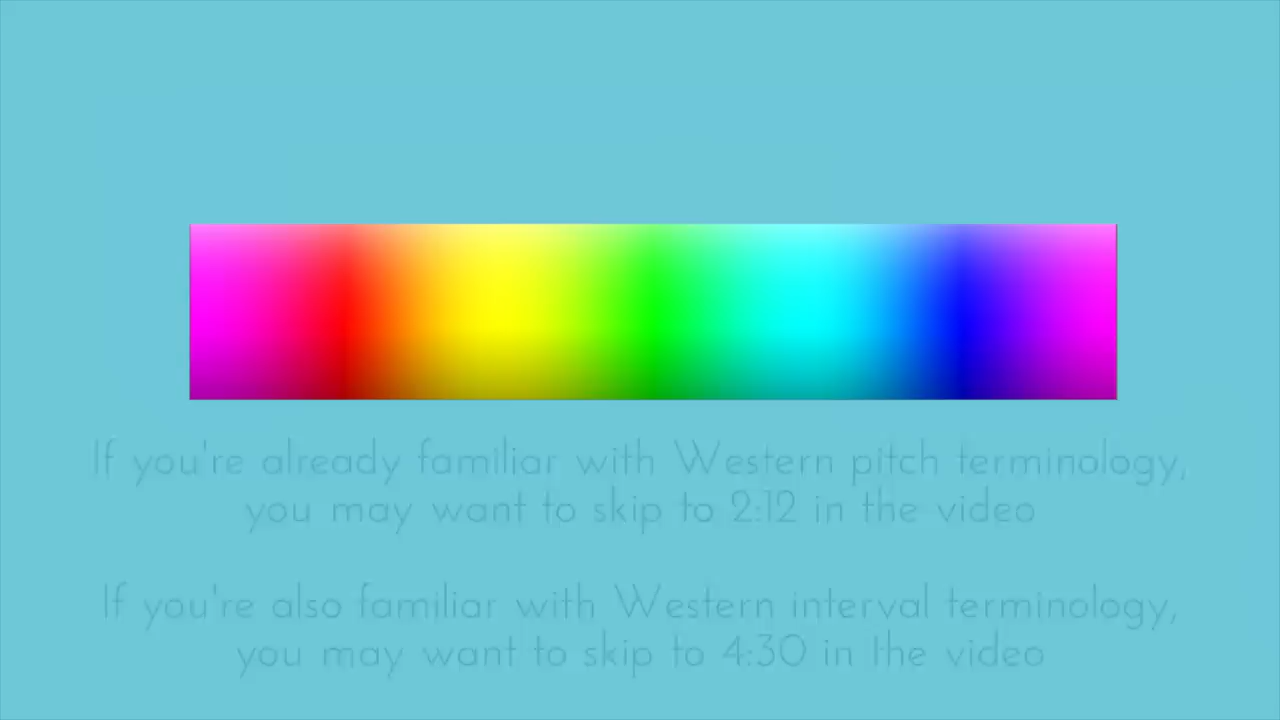 If you're already familiar with Western pitch terminology,
you may want to skip to 2:12 in the video
If you're also familiar with Western interval terminology,
you may want to skip to 4:30 in the video